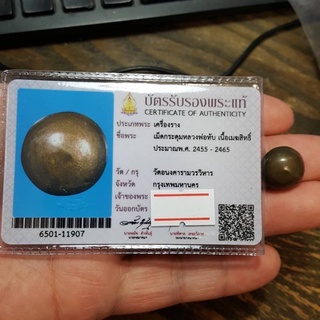 บัตรรับรองพระแท้
CERTIFICATE OF AUTHENTICITY
ประเภทพระ เครื่องราง
ชื่อพระ เม็ดกระดุมหลวงพ่อทับ เนื้อเมฆสิทธิ์
ประมาณพ.ศ. 2455 - 2465
วัด / กรุ วัดอนงคารามวรวิหาร
จังหวัด กรุงเทพมหานคร
เจ้าของพระ
วันออกบัตร
6501-11907